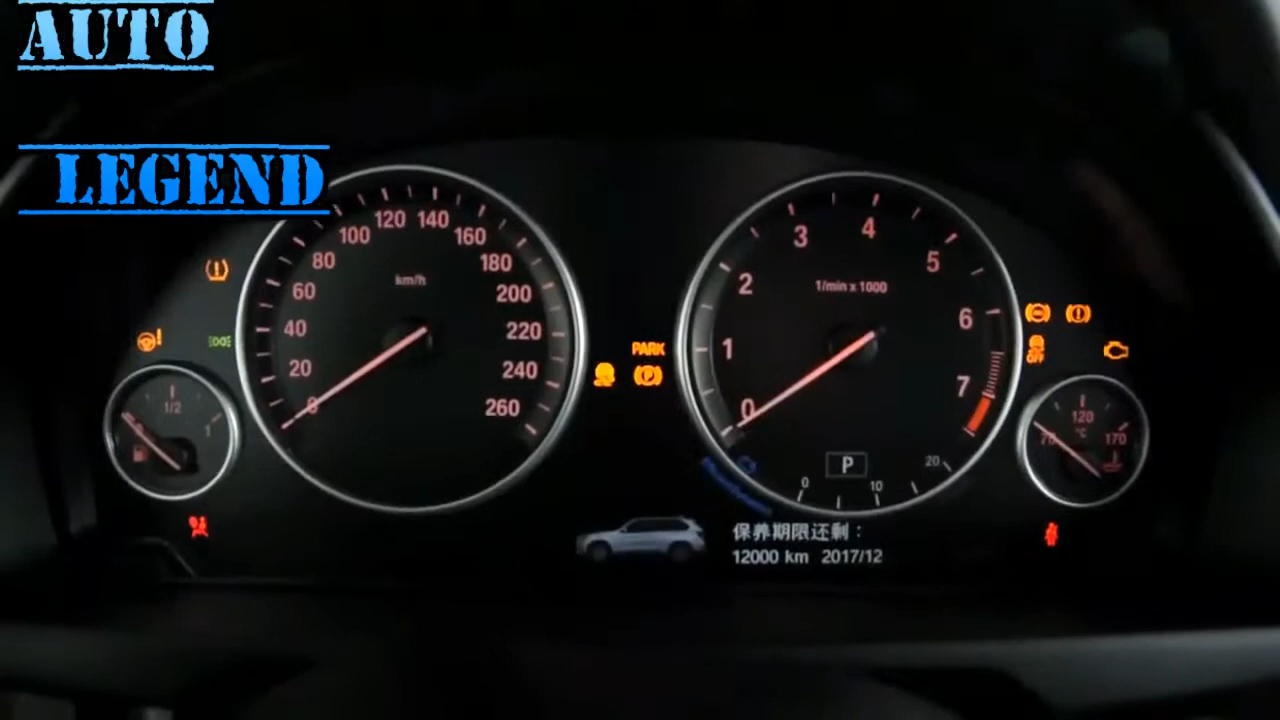 AUTO
LEGEND
120 140
100 160
80 180
60 200
40 220
20 240
0 260
km/h
1/2
1
PARK
P
3 4 5
2 6
1 7
0
1/min x 1000
P
0 10 20
OFF
120
°C
70 170
保养期限还剩：
12000 km 2017/12